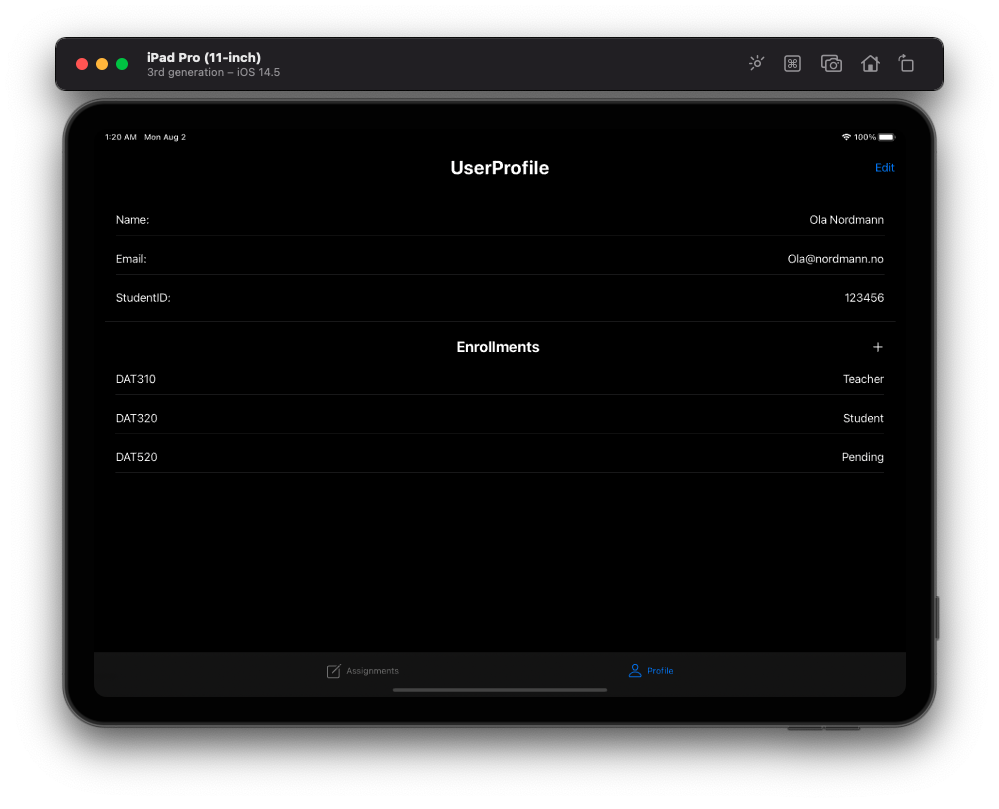 iPad Pro (11-inch)
3rd generation – iOS 14.5
1:20 AM Mon Aug 2 100%
UserProfile Edit
Name: Ola Nordmann
Email: Ola@nordmann.no
StudentID: 123456
Enrollments +
DAT310 Teacher
DAT320 Student
DAT520 Pending
Assignments Profile